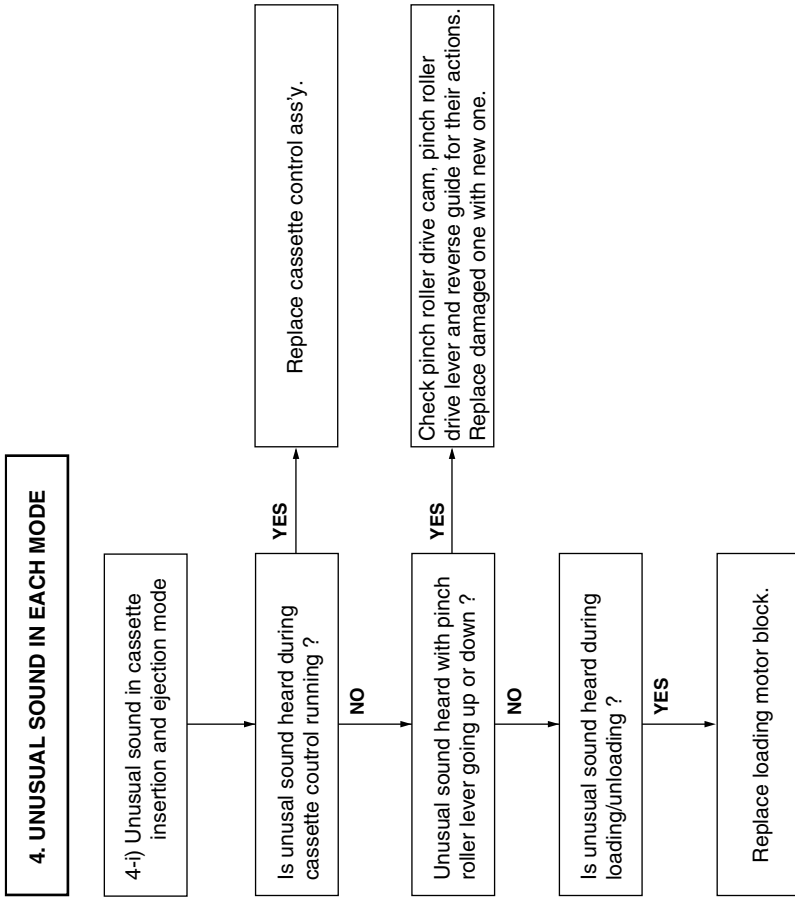 4. UNUSUAL SOUND IN EACH MODE
4-i) Unusual sound in cassette
insertion and ejection mode
Is unusual sound heard during
cassette coutrol running ?
YES
Replace cassette control ass'y.
NO
Unusual sound heard with pinch
roller lever going up or down ?
YES
Check pinch roller drive cam, pinch roller
drive lever and reverse guide for their actions.
Replace damaged one with new one.
NO
Is unusual sound heard during
loading/unloading ?
YES
Replace loading motor block.